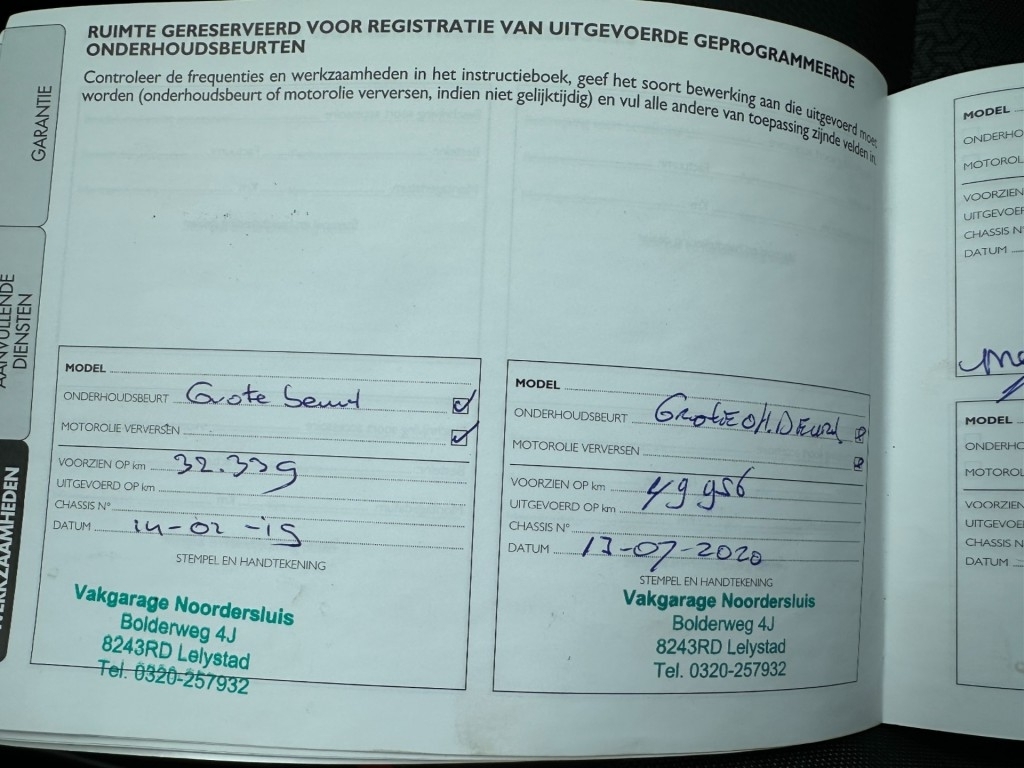 RUIMTE GERESERVEERD VOOR REGISTRATIE VAN UITGEVOERDE GEPROGRAMMEERDE
ONDERHOUDSBEURTEN
Controleer de frequenties en werkzaamheden in het instructieboek, geef het soort bewerking aan die uitgevoerd moet
worden (onderhoudsbeurt of motorolie verversen, indien niet gelijktijdig) en vul alle andere van toepassing zijnde velden in.
GARANTIE
AANVULLENDE
DIENSTEN
WERKZAAMHEDEN
MODEL
ONDERHOUDSBEURT Grote beurt
MOTOROLIE VERVERSEN
VOORZIEN OP km 32.339
UITGEVOERD OP km
CHASSIS N°
DATUM 14-02-19
STEMPEL EN HANDTEKENING
Vakgarage Noordersluis
Bolderweg 4J
8243RD Lelystad
Tel. 0320-257932
MODEL
ONDERHOUDSBEURT GROTE O.H. BEURT
MOTOROLIE VERVERSEN
VOORZIEN OP km 49956
UITGEVOERD OP km
CHASSIS N°
DATUM 13-07-2020
STEMPEL EN HANDTEKENING
Vakgarage Noordersluis
Bolderweg 4J
8243RD Lelystad
Tel. 0320-257932
MODEL
ONDERHO
MOTOROL
VOORZIEN
UITGEVOER
CHASSIS N°
DATUM
MODEL
ONDERHO
MOTOROL
VOORZIEN
UITGEVOE
CHASSIS N
DATUM